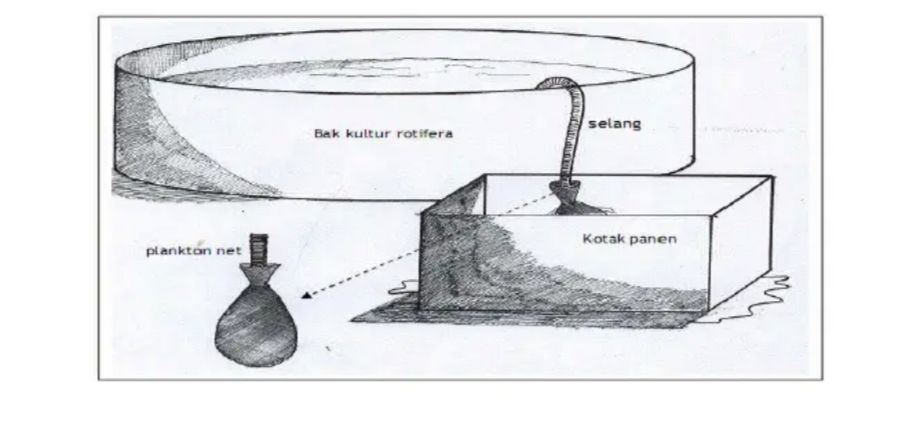 Bak kultur rotifera
selang
Kotak panen
plankton net